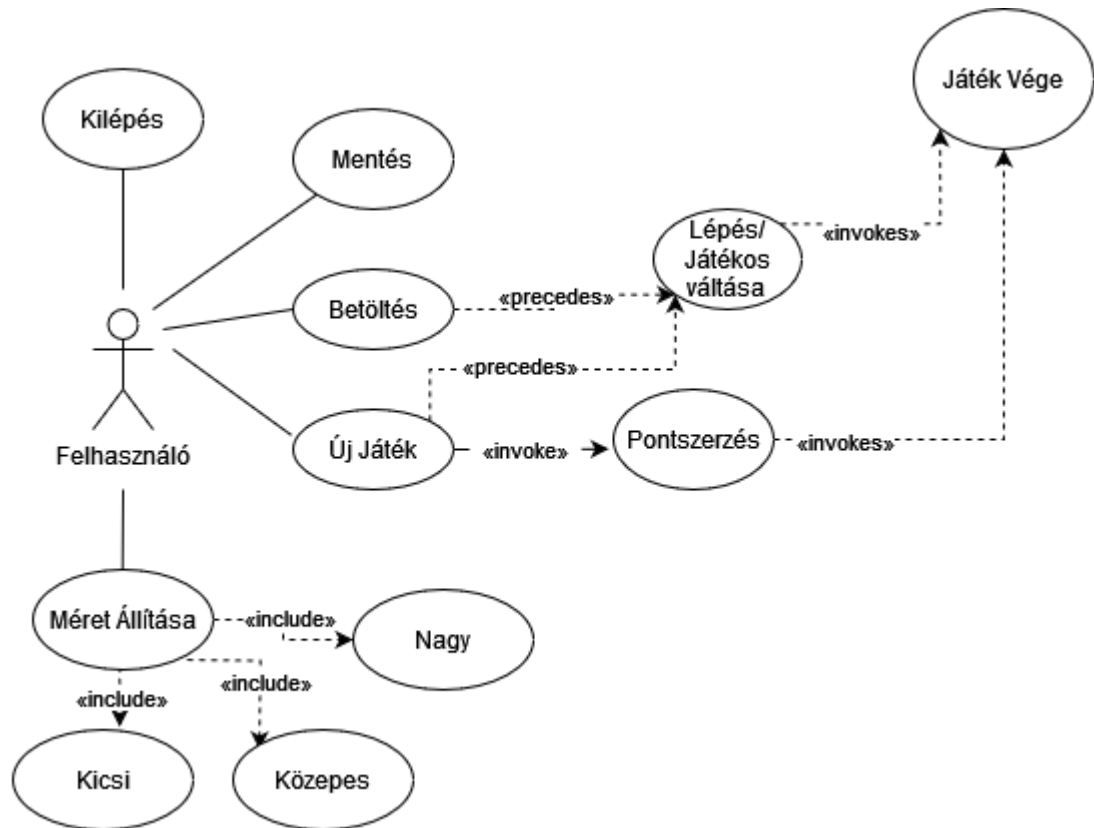 Játék Vége
Kilépés
Mentés
Lépés/
Játékos
váltása
«invokes»
Betöltés
«precedes»
«precedes»
Felhasználó
Új Játék
«invoke»
Pontszerzés
«invokes»
Méret Állítása
«include»
Nagy
«include»
«include»
Kicsi
Közepes